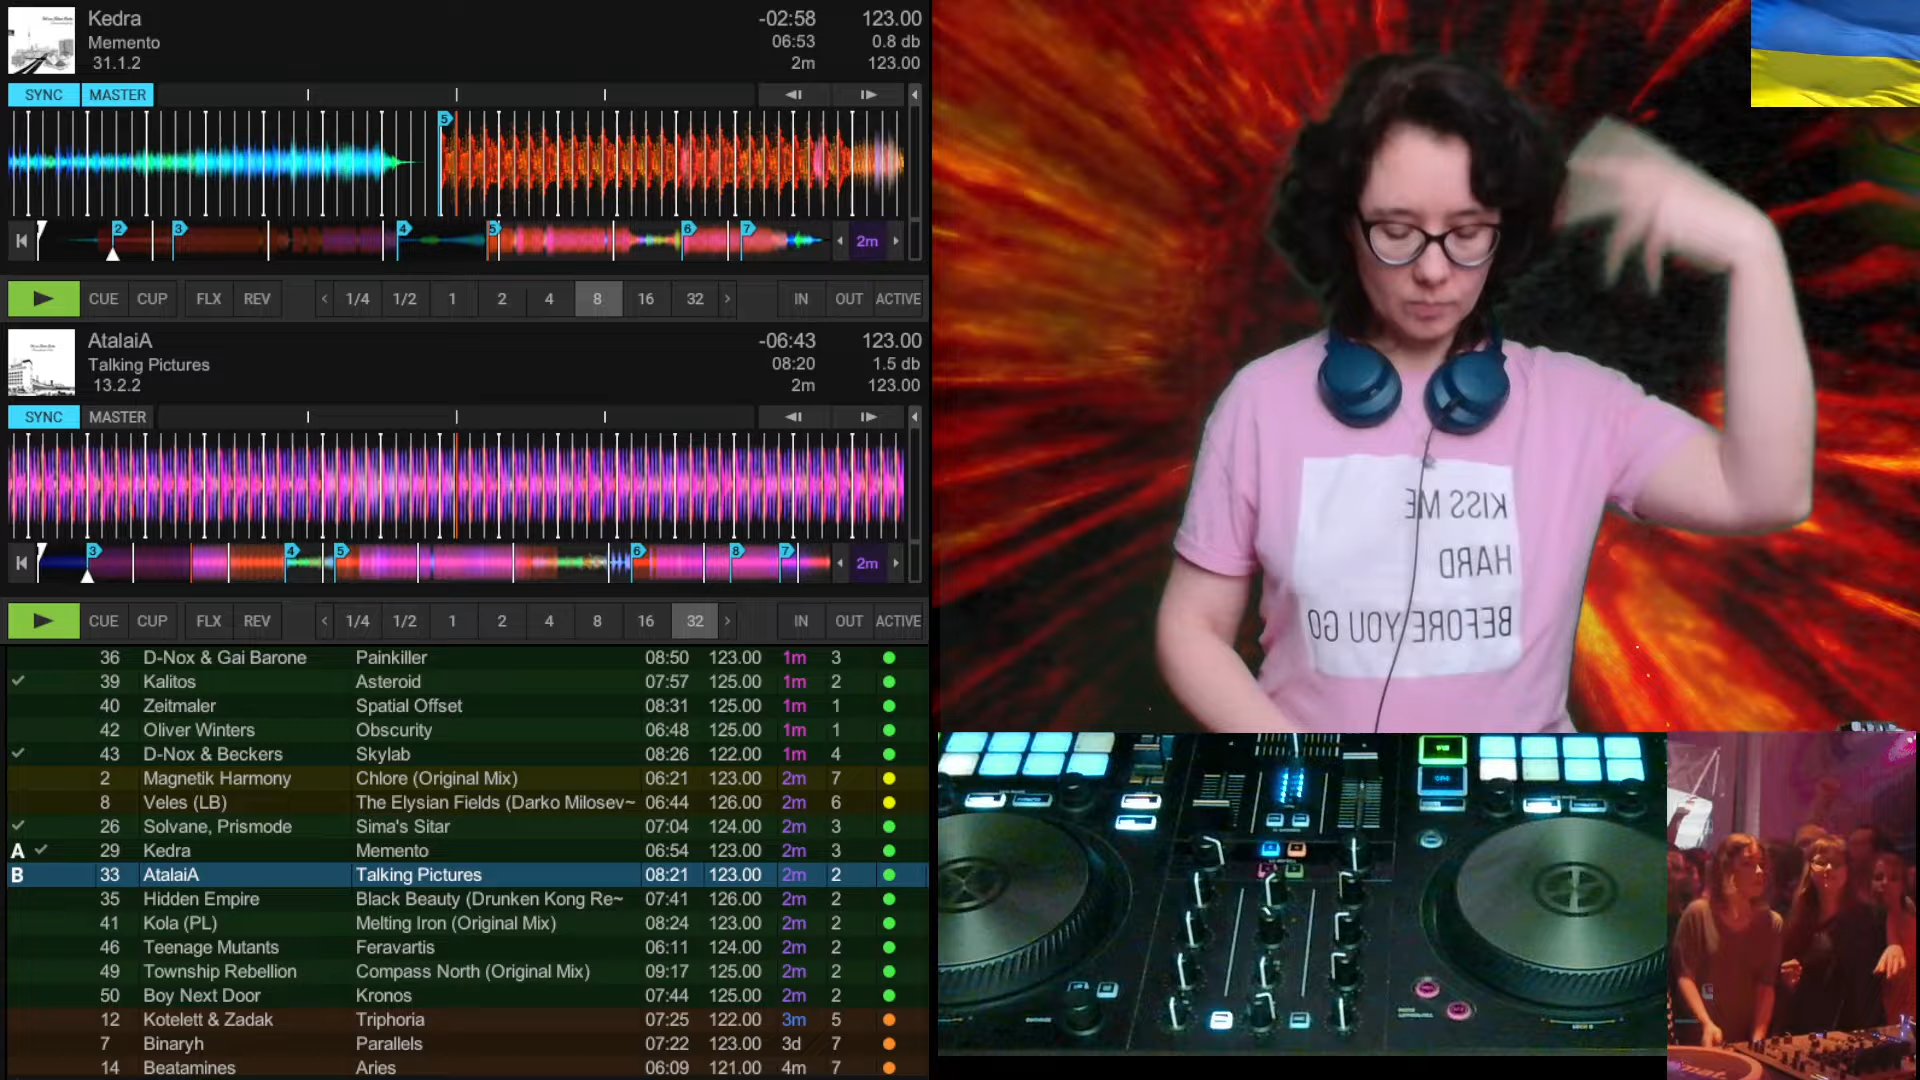 Kedra -02:58 123.00
Memento 06:53 0.8 db
31.1.2 2m 123.00
SYNC MASTER
5
2 3 4 5 6 7 2m
CUE CUP FLX REV 1/4 1/2 1 2 4 8 16 32 IN OUT ACTIVE
AtalaiA -06:43 123.00
Talking Pictures 08:20 1.5 db
13.2.2 2m 123.00
SYNC MASTER
3 4 5 6 8 7 2m
CUE CUP FLX REV 1/4 1/2 1 2 4 8 16 32 IN OUT ACTIVE
36 D-Nox & Gai Barone Painkiller 08:50 123.00 1m 3
39 Kalitos Asteroid 07:57 125.00 1m 2
40 Zeitmaler Spatial Offset 08:31 125.00 1m 1
42 Oliver Winters Obscurity 06:48 125.00 1m 1
43 D-Nox & Beckers Skylab 08:26 122.00 1m 4
2 Magnetik Harmony Chlore (Original Mix) 06:21 123.00 2m 7
8 Veles (LB) The Elysian Fields (Darko Milosev~ 06:44 126.00 2m 6
26 Solvane, Prismode Sima's Sitar 07:04 124.00 2m 3
A 29 Kedra Memento 06:54 123.00 2m 3
B 33 AtalaiA Talking Pictures 08:21 123.00 2m 2
35 Hidden Empire Black Beauty (Drunken Kong Re~ 07:41 126.00 2m 2
41 Kola (PL) Melting Iron (Original Mix) 08:24 123.00 2m 2
46 Teenage Mutants Feravartis 06:11 124.00 2m 2
49 Township Rebellion Compass North (Original Mix) 09:17 125.00 2m 2
50 Boy Next Door Kronos 07:44 125.00 2m 2
12 Kotelett & Zadak Triphoria 07:25 122.00 3m 5
7 Binaryh Parallels 07:22 123.00 3d 7
14 Beatamines Aries 06:09 121.00 4m 7
KISS ME
HARD
BEFORE YOU GO